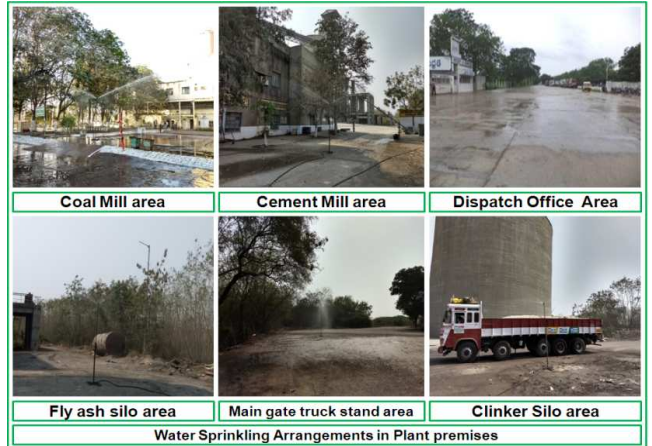 Coal Mill area
Cement Mill area
Dispatch Office Area
Fly ash silo area
Main gate truck stand area
Clinker Silo area
Water Sprinkling Arrangements in Plant premises